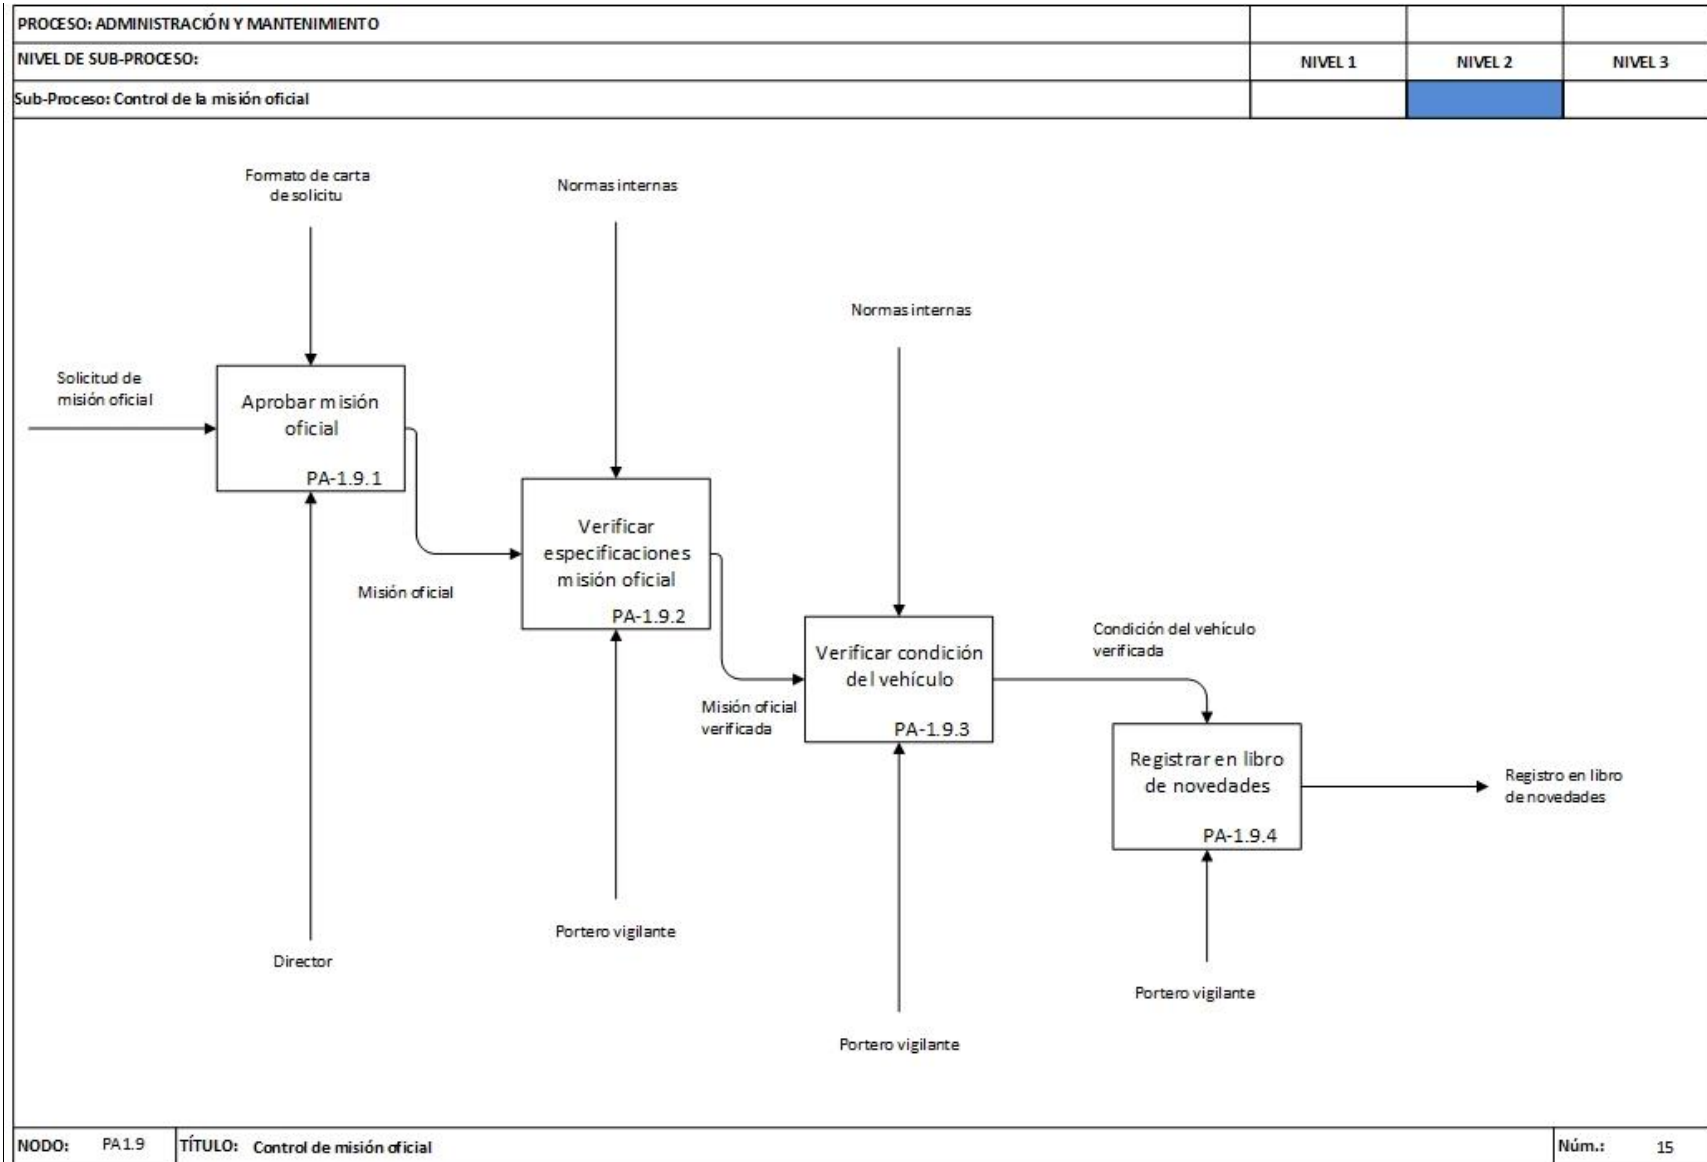 PROCESO: ADMINISTRACIÓN Y MANTENIMIENTO
NIVEL DE SUB-PROCESO:
NIVEL 1
NIVEL 2
NIVEL 3
Sub-Proceso: Control de la misión oficial
Formato de carta
de solicitu
Normas internas
Normas internas
Solicitud de
misión oficial
Aprobar misión
oficial
PA-1.9.1
Misión oficial
Verificar
especificaciones
misión oficial
PA-1.9.2
Misión oficial
verificada
Verificar condición
del vehículo
PA-1.9.3
Condición del vehículo
verificada
Registrar en libro
de novedades
PA-1.9.4
Registro en libro
de novedades
Director
Portero vigilante
Portero vigilante
Portero vigilante
NODO: PA1.9 TÍTULO: Control de misión oficial Núm.: 15